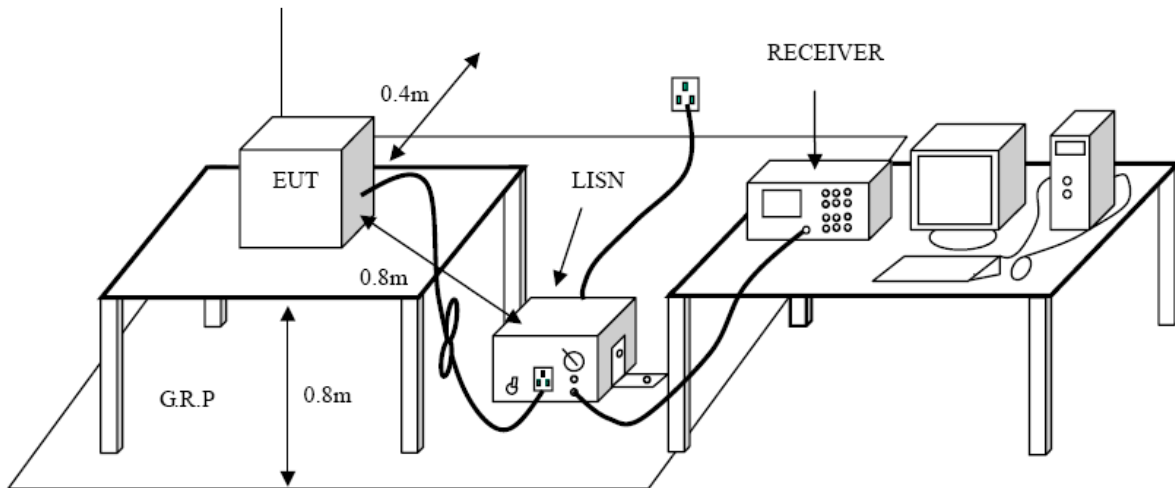 RECEIVER
0.4m
EUT
LISN
0.8m
G.R.P
0.8m